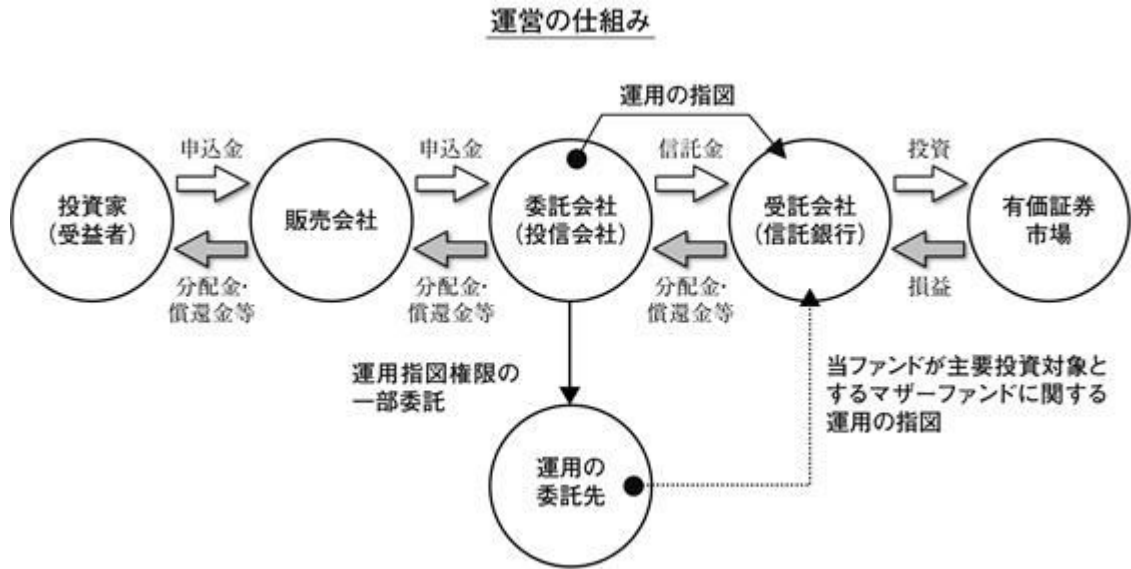 運営の仕組み
運用の指図
申込金
申込金
信託金
投資
投資家
（受益者）
販売会社
委託会社
（投信会社）
受託会社
（信託銀行）
有価証券
市場
分配金・
償還金等
分配金・
償還金等
分配金・
償還金等
損益
運用指図権限の
一部委託
当ファンドが主要投資対象と
するマザーファンドに関する
運用の指図
運用の
委託先